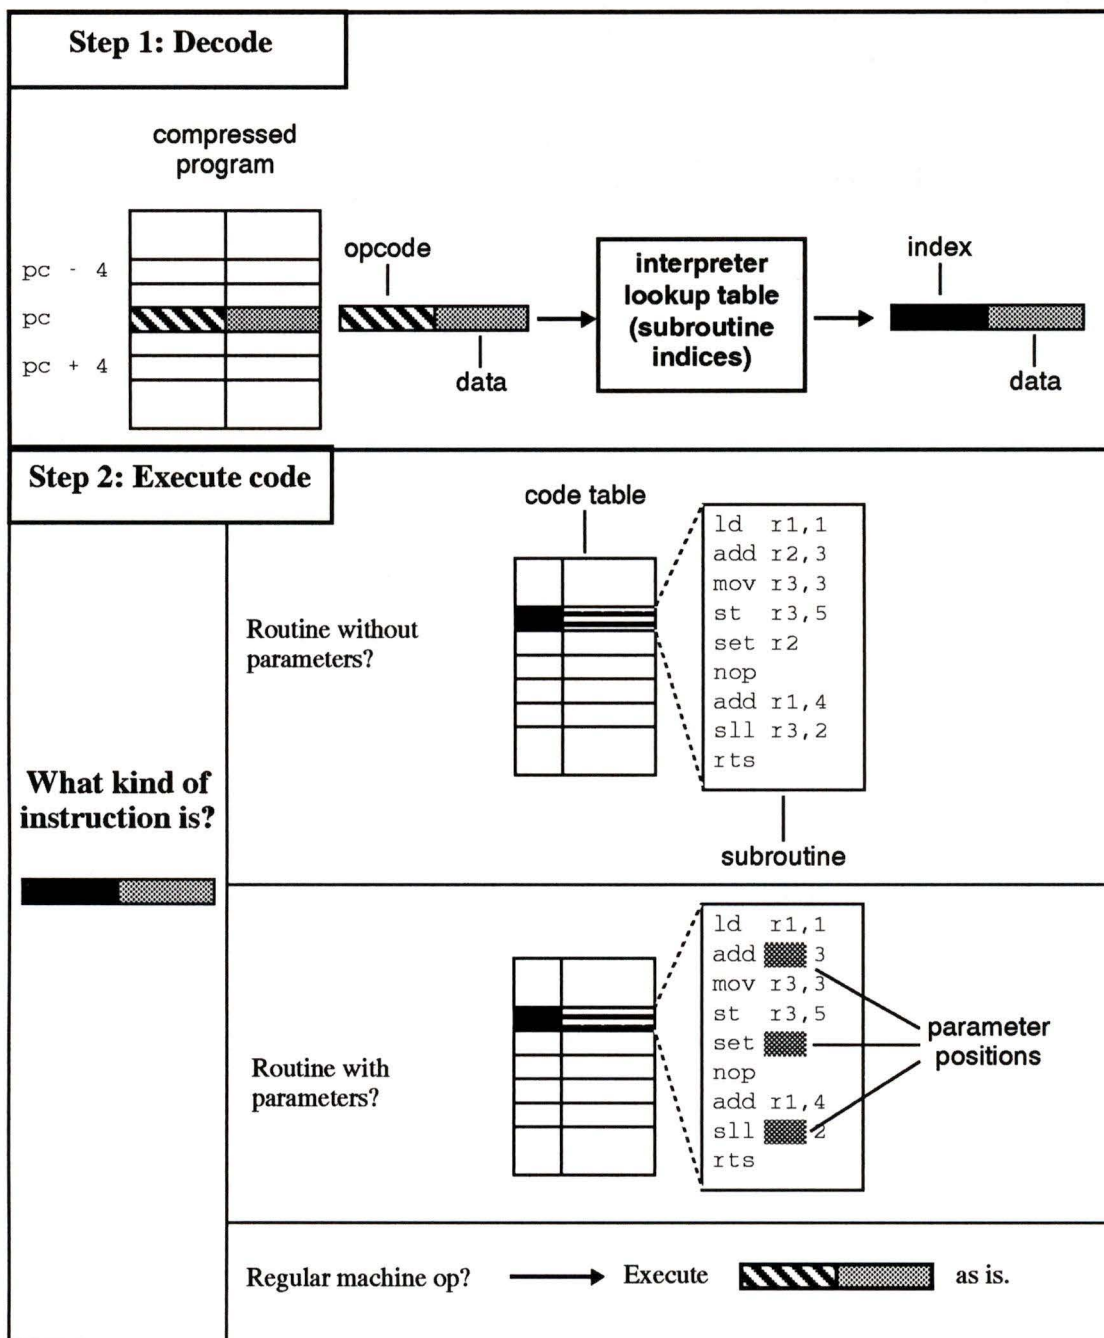 Step 1: Decode
compressed
program
pc - 4
pc
pc + 4
opcode
data
interpreter
lookup table
(subroutine
indices)
index
data
Step 2: Execute code
What kind of
instruction is?
Routine without
parameters?
code table
ld r1,1
add r2,3
mov r3,3
st r3,5
set r2
nop
add r1,4
sll r3,2
rts
subroutine
Routine with
parameters?
ld r1,1
add 3
mov r3,3
st r3,5
set
nop
add r1,4
sll 2
rts
parameter
positions
Regular machine op? Execute as is.